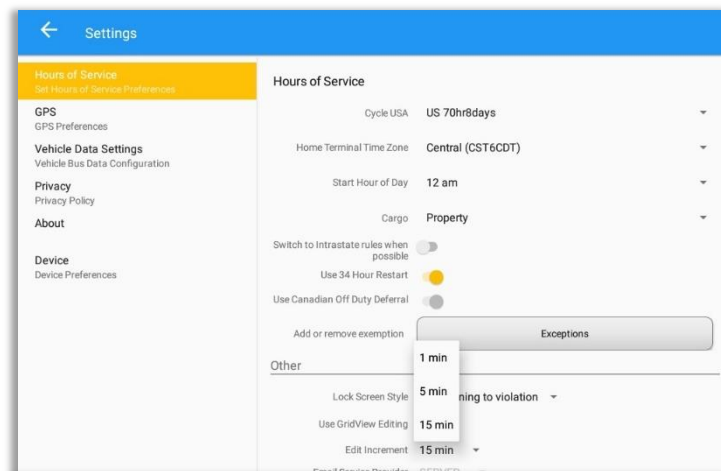 Settings
Hours of Service
Set Hours of Service Preferences
GPS
GPS Preferences
Vehicle Data Settings
Vehicle Bus Data Configuration
Privacy
Privacy Policy
About
Device
Device Preferences
Hours of Service
Cycle USA US 70hr8days
Home Terminal Time Zone Central (CST6CDT)
Start Hour of Day 12 am
Cargo Property
Switch to Intrastate rules when
possible
Use 34 Hour Restart
Use Canadian Off Duty Deferral
Add or remove exemption Exceptions
1 min
Other
5 min
Lock Screen Style ning to violation
Use GridView Editing 15 min
Edit Increment 15 min
Email Service Provider SERVER